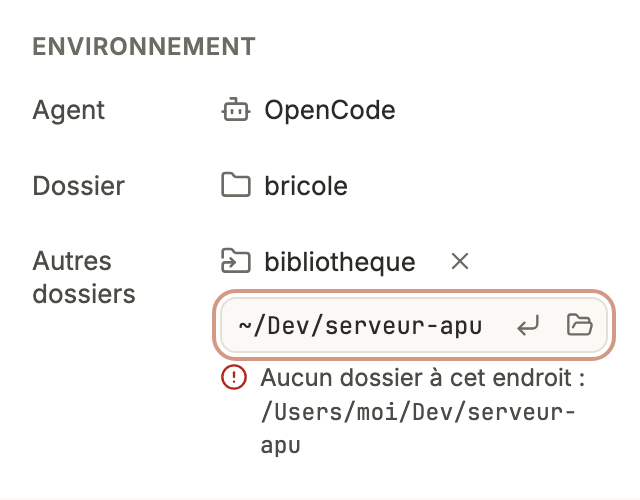 ENVIRONNEMENT
Agent OpenCode
Dossier bricole
Autres dossiers bibliotheque
~/Dev/serveur-apu
Aucun dossier à cet endroit :
/Users/moi/Dev/serveur-
apu